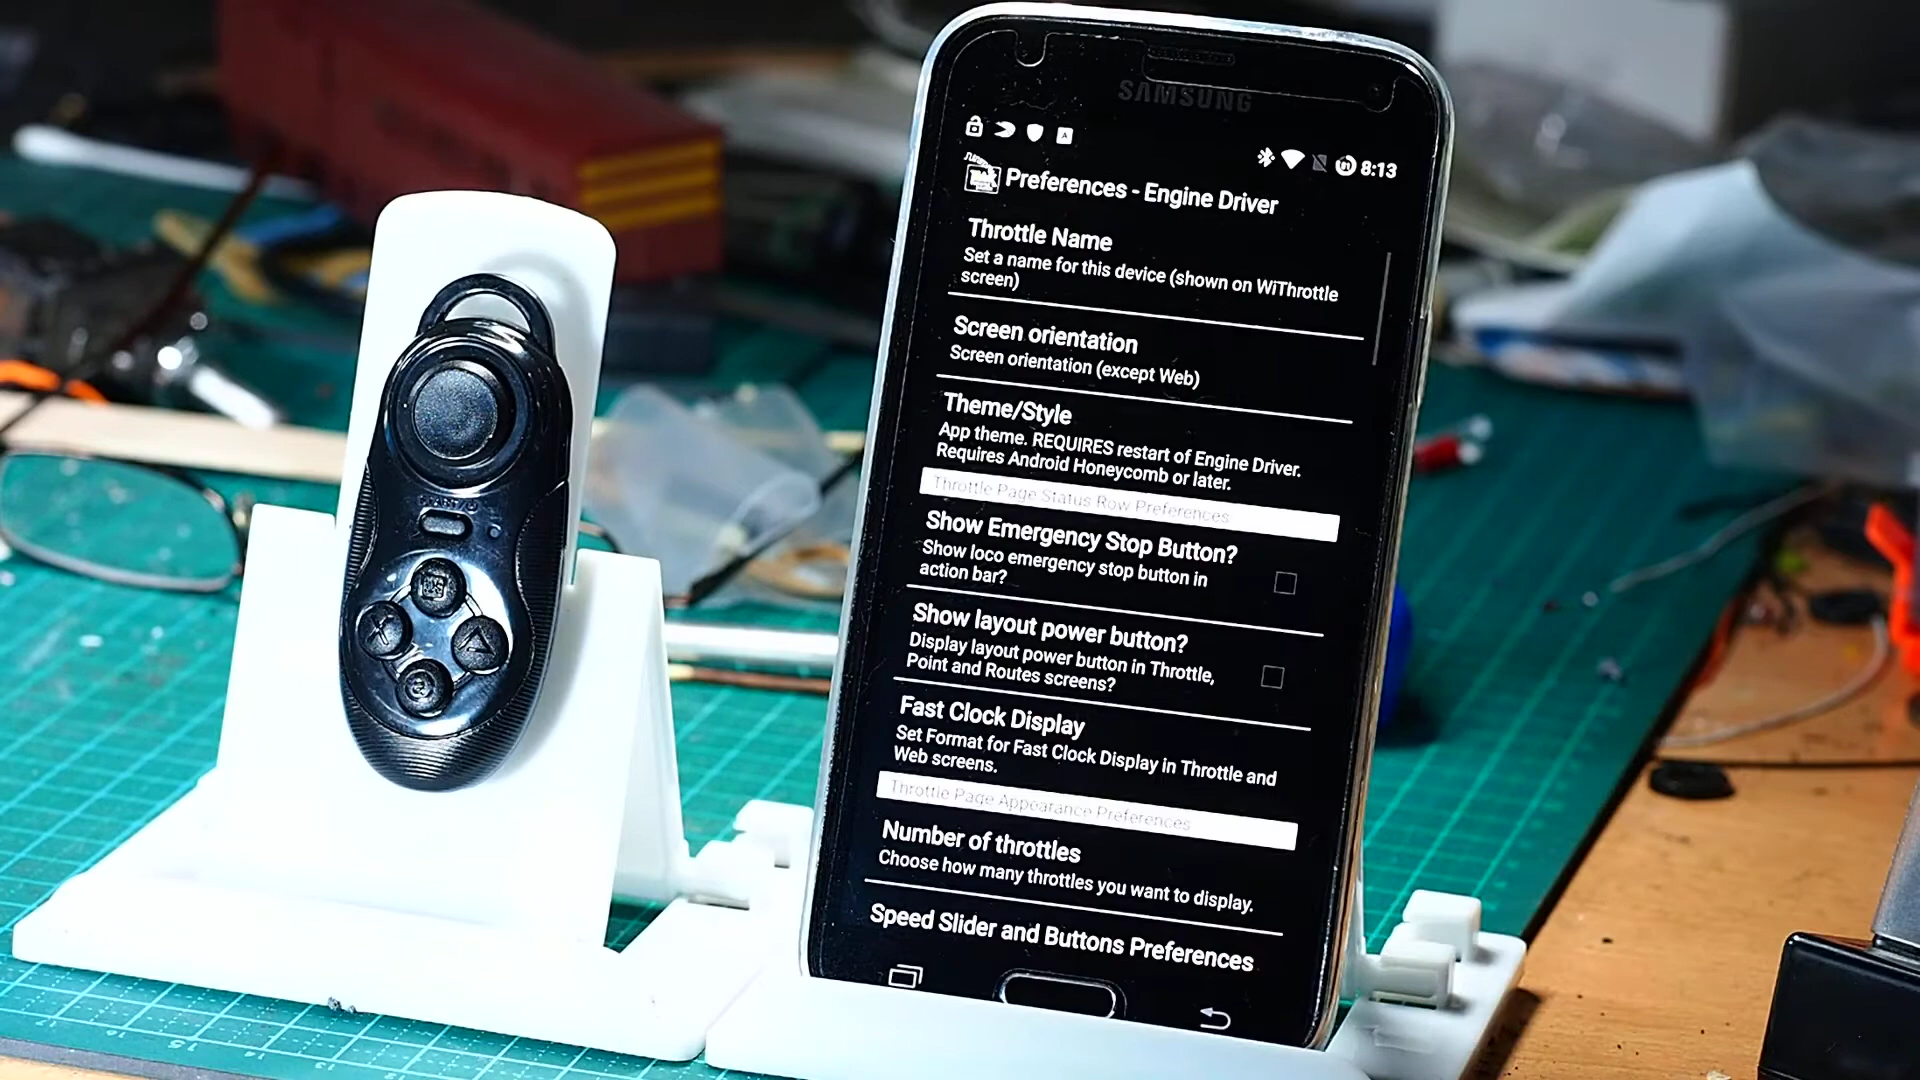 SAMSUNG
8:13
Preferences - Engine Driver
Throttle Name
Set a name for this device (shown on WiThrottle
screen)
Screen orientation
Screen orientation (except Web)
Theme/Style
App theme. REQUIRES restart of Engine Driver.
Requires Android Honeycomb or later.
Throttle Page Status Row Preferences
Show Emergency Stop Button?
Show loco emergency stop button in
action bar?
Show layout power button?
Display layout power button in Throttle,
Point and Routes screens?
Fast Clock Display
Set Format for Fast Clock Display in Throttle and
Web screens.
Throttle Page Appearance Preferences
Number of throttles
Choose how many throttles you want to display.
Speed Slider and Buttons Preferences